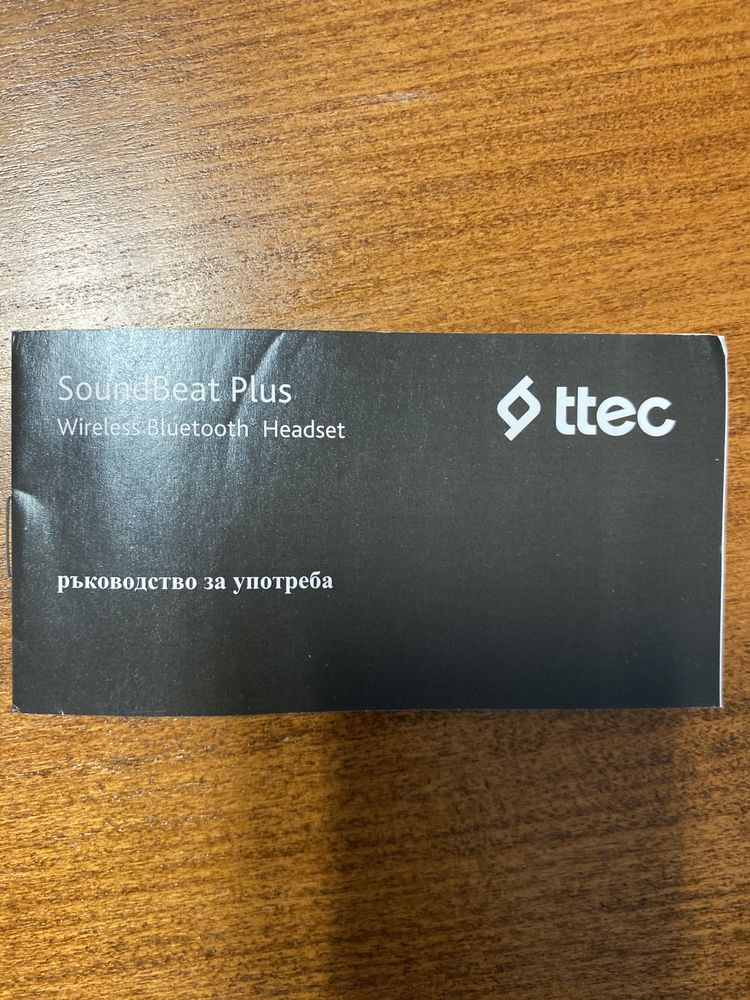 SoundBeat Plus
Wireless Bluetooth Headset
ttec
ръководство за употреба